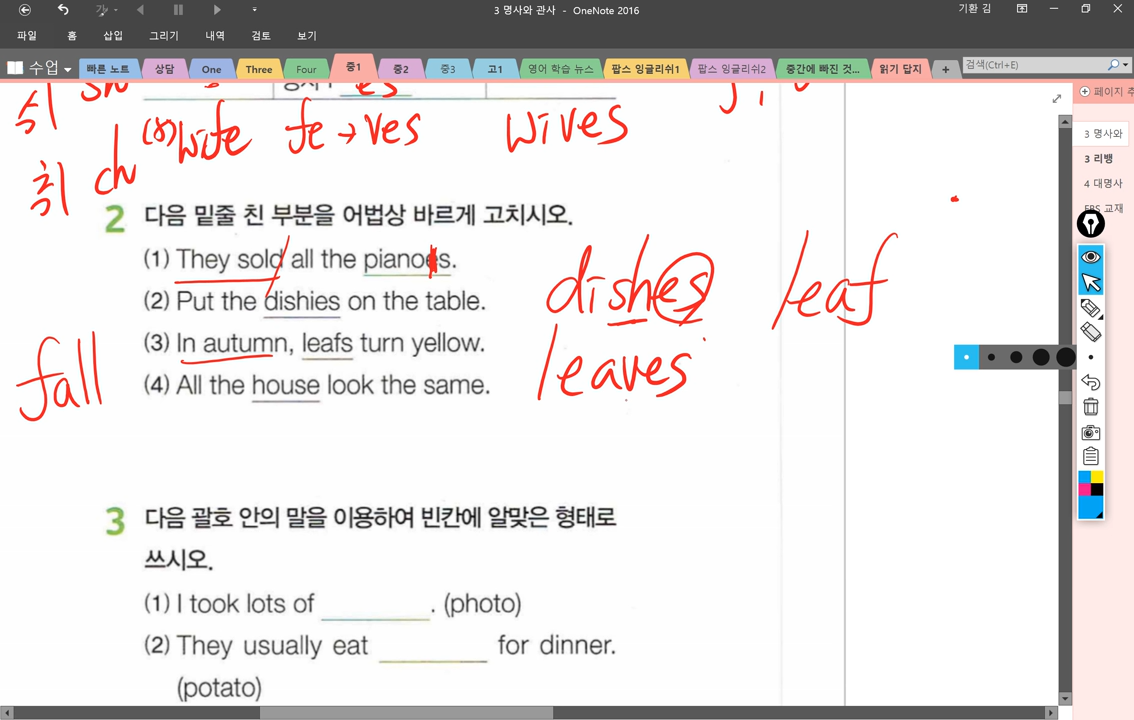 3 명사와 관사 - OneNote 2016
기환 김
파일 홈 삽입 그리기 내역 검토 보기
수업 빠른 노트 상담 One Three Four 중1 중2 중3 고1 영어 학습 뉴스 팝스 잉글리쉬1 팝스 잉글리쉬2 중간에 빠진 것... 읽기 답지 + 검색(Ctrl+E)
페이지 추
3 명사와
3 리뱅
4 대명사
EBS 교재
sh es
ch (8) wife fe → ves wives
2 다음 밑줄 친 부분을 어법상 바르게 고치시오.
(1) They sold all the pianoes.
(2) Put the dishies on the table.
(3) In autumn, leafs turn yellow.
(4) All the house look the same.
dishes leaf
leaves
fall
3 다음 괄호 안의 말을 이용하여 빈칸에 알맞은 형태로
쓰시오.
(1) I took lots of . (photo)
(2) They usually eat for dinner.
(potato)